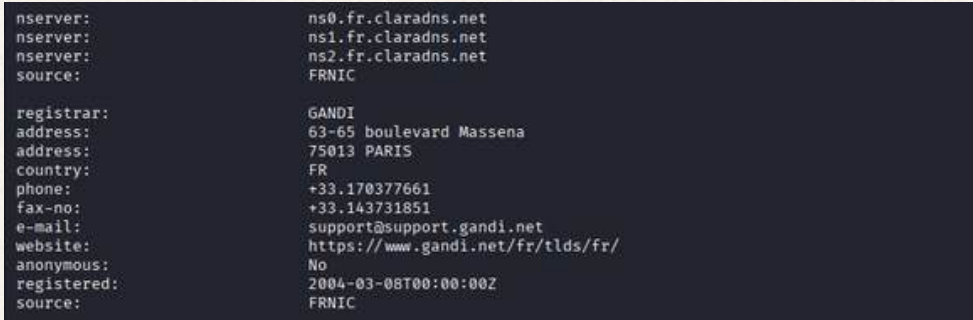 nserver: ns0.fr.claradns.net
nserver: ns1.fr.claradns.net
nserver: ns2.fr.claradns.net
source: FRNIC
registrar: GANDI
address: 63-65 boulevard Massena
address: 75013 PARIS
country: FR
phone: +33.170377661
fax-no: +33.143731851
e-mail: support@support.gandi.net
website: https://www.gandi.net/fr/tlds/fr/
anonymous: No
registered: 2004-03-08T00:00:00Z
source: FRNIC